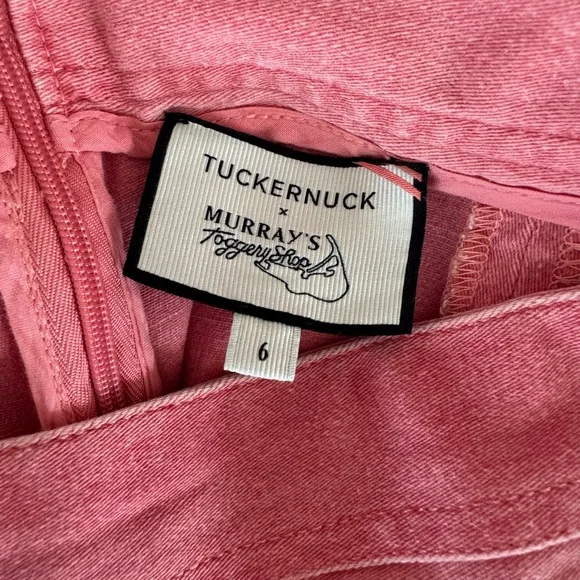 TUCKERNUCK
×
MURRAY'S
Toggery Shop
6